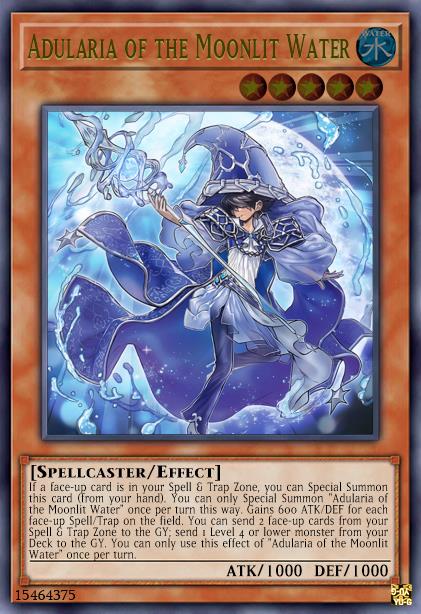 Adularia of the Moonlit Water
WATER
水
[Spellcaster/Effect]
If a face-up card is in your Spell & Trap Zone, you can Special Summon
this card (from your hand). You can only Special Summon "Adularia of
the Moonlit Water" once per turn this way. Gains 600 ATK/DEF for each
face-up Spell/Trap on the field. You can send 2 face-up cards from your
Spell & Trap Zone to the GY; send 1 Level 4 or lower monster from your
Deck to the GY. You can only use this effect of "Adularia of the Moonlit
Water" once per turn.
ATK/1000 DEF/1000
15464375